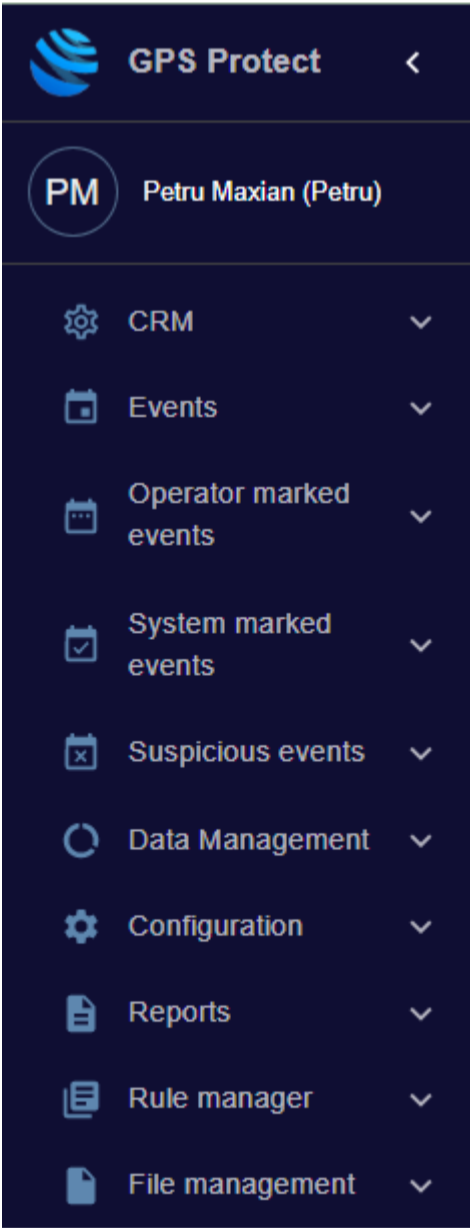 GPS Protect
PM
Petru Maxian (Petru)
CRM
Events
Operator marked
events
System marked
events
Suspicious events
Data Management
Configuration
Reports
Rule manager
File management